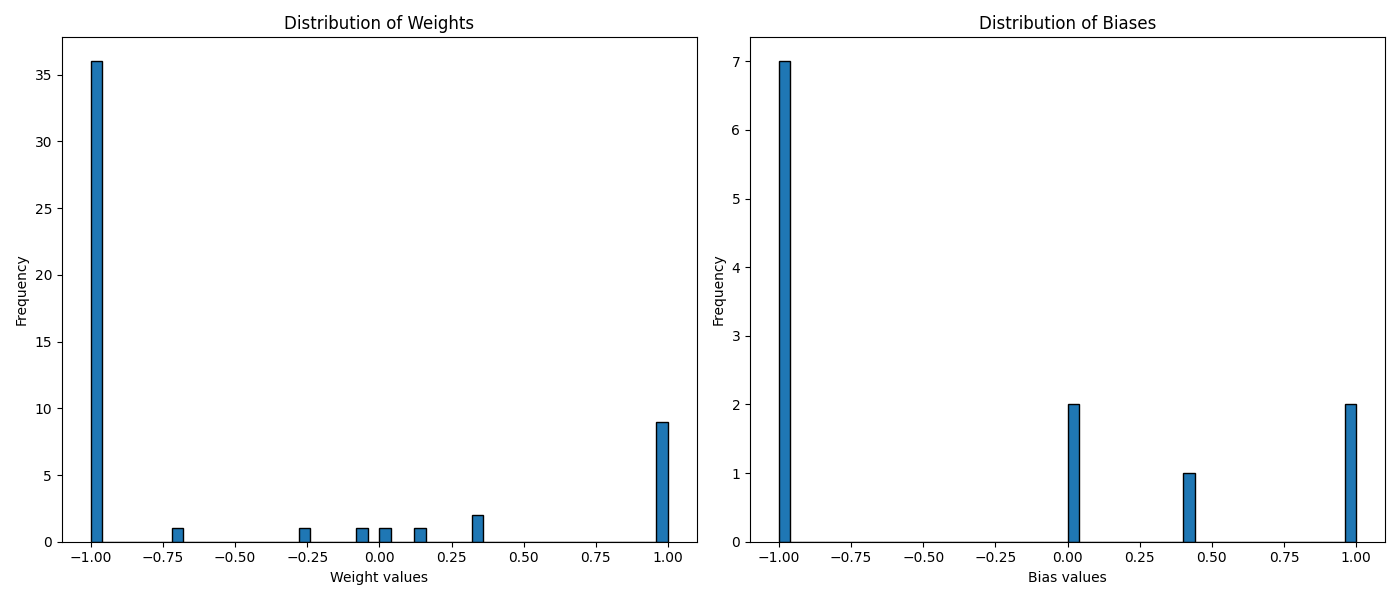 Distribution of Weights
Frequency
35
30
25
20
15
10
5
0
−1.00 −0.75 −0.50 −0.25 0.00 0.25 0.50 0.75 1.00
Weight values
Distribution of Biases
Frequency
7
6
5
4
3
2
1
0
−1.00 −0.75 −0.50 −0.25 0.00 0.25 0.50 0.75 1.00
Bias values